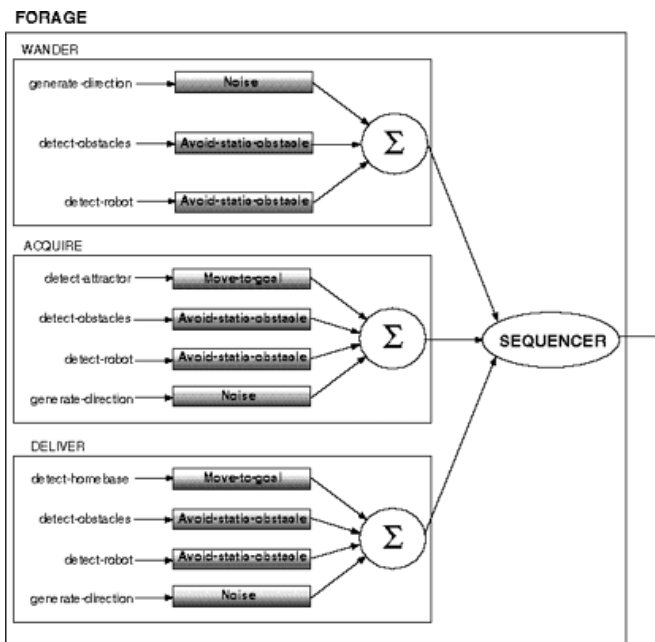 FORAGE
WANDER
generate-direction Noise
detect-obstacles Avoid-static-obstacle Σ
detect-robot Avoid-static-obstacle
ACQUIRE
detect-attractor Move-to-goal
detect-obstacles Avoid-static-obstacle
Σ SEQUENCER
detect-robot Avoid-static-obstacle
generate-direction Noise
DELIVER
detect-homebase Move-to-goal
detect-obstacles Avoid-static-obstacle
Σ
detect-robot Avoid-static-obstacle
generate-direction Noise